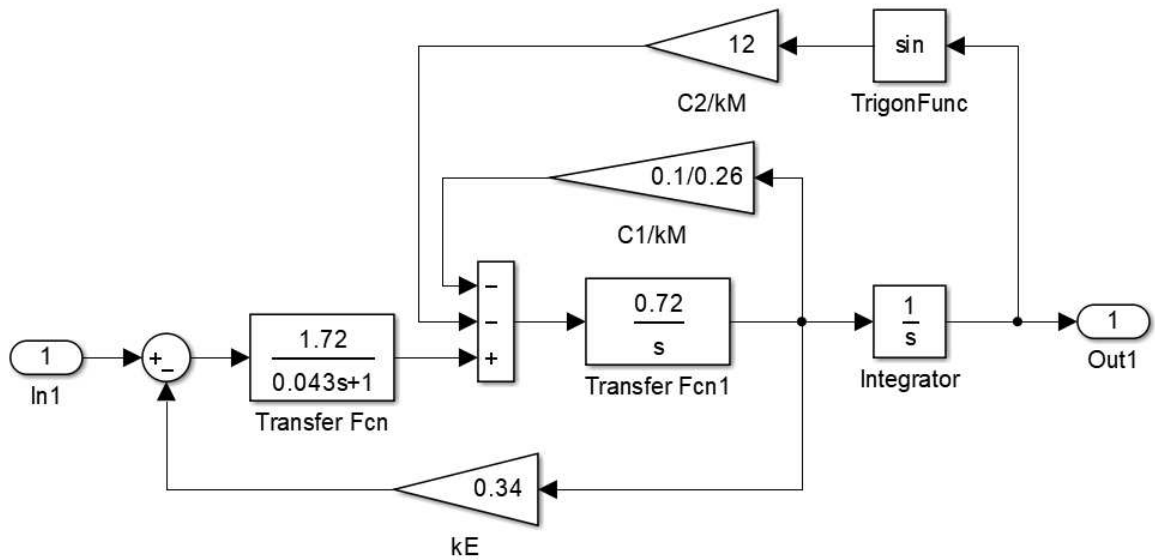 12
sin
C2/kM
TrigonFunc
0.1/0.26
C1/kM
−
−
+
0.72
s
Transfer Fcn1
1
s
Integrator
1
Out1
1
In1
+
−
1.72
0.043s+1
Transfer Fcn
0.34
kE